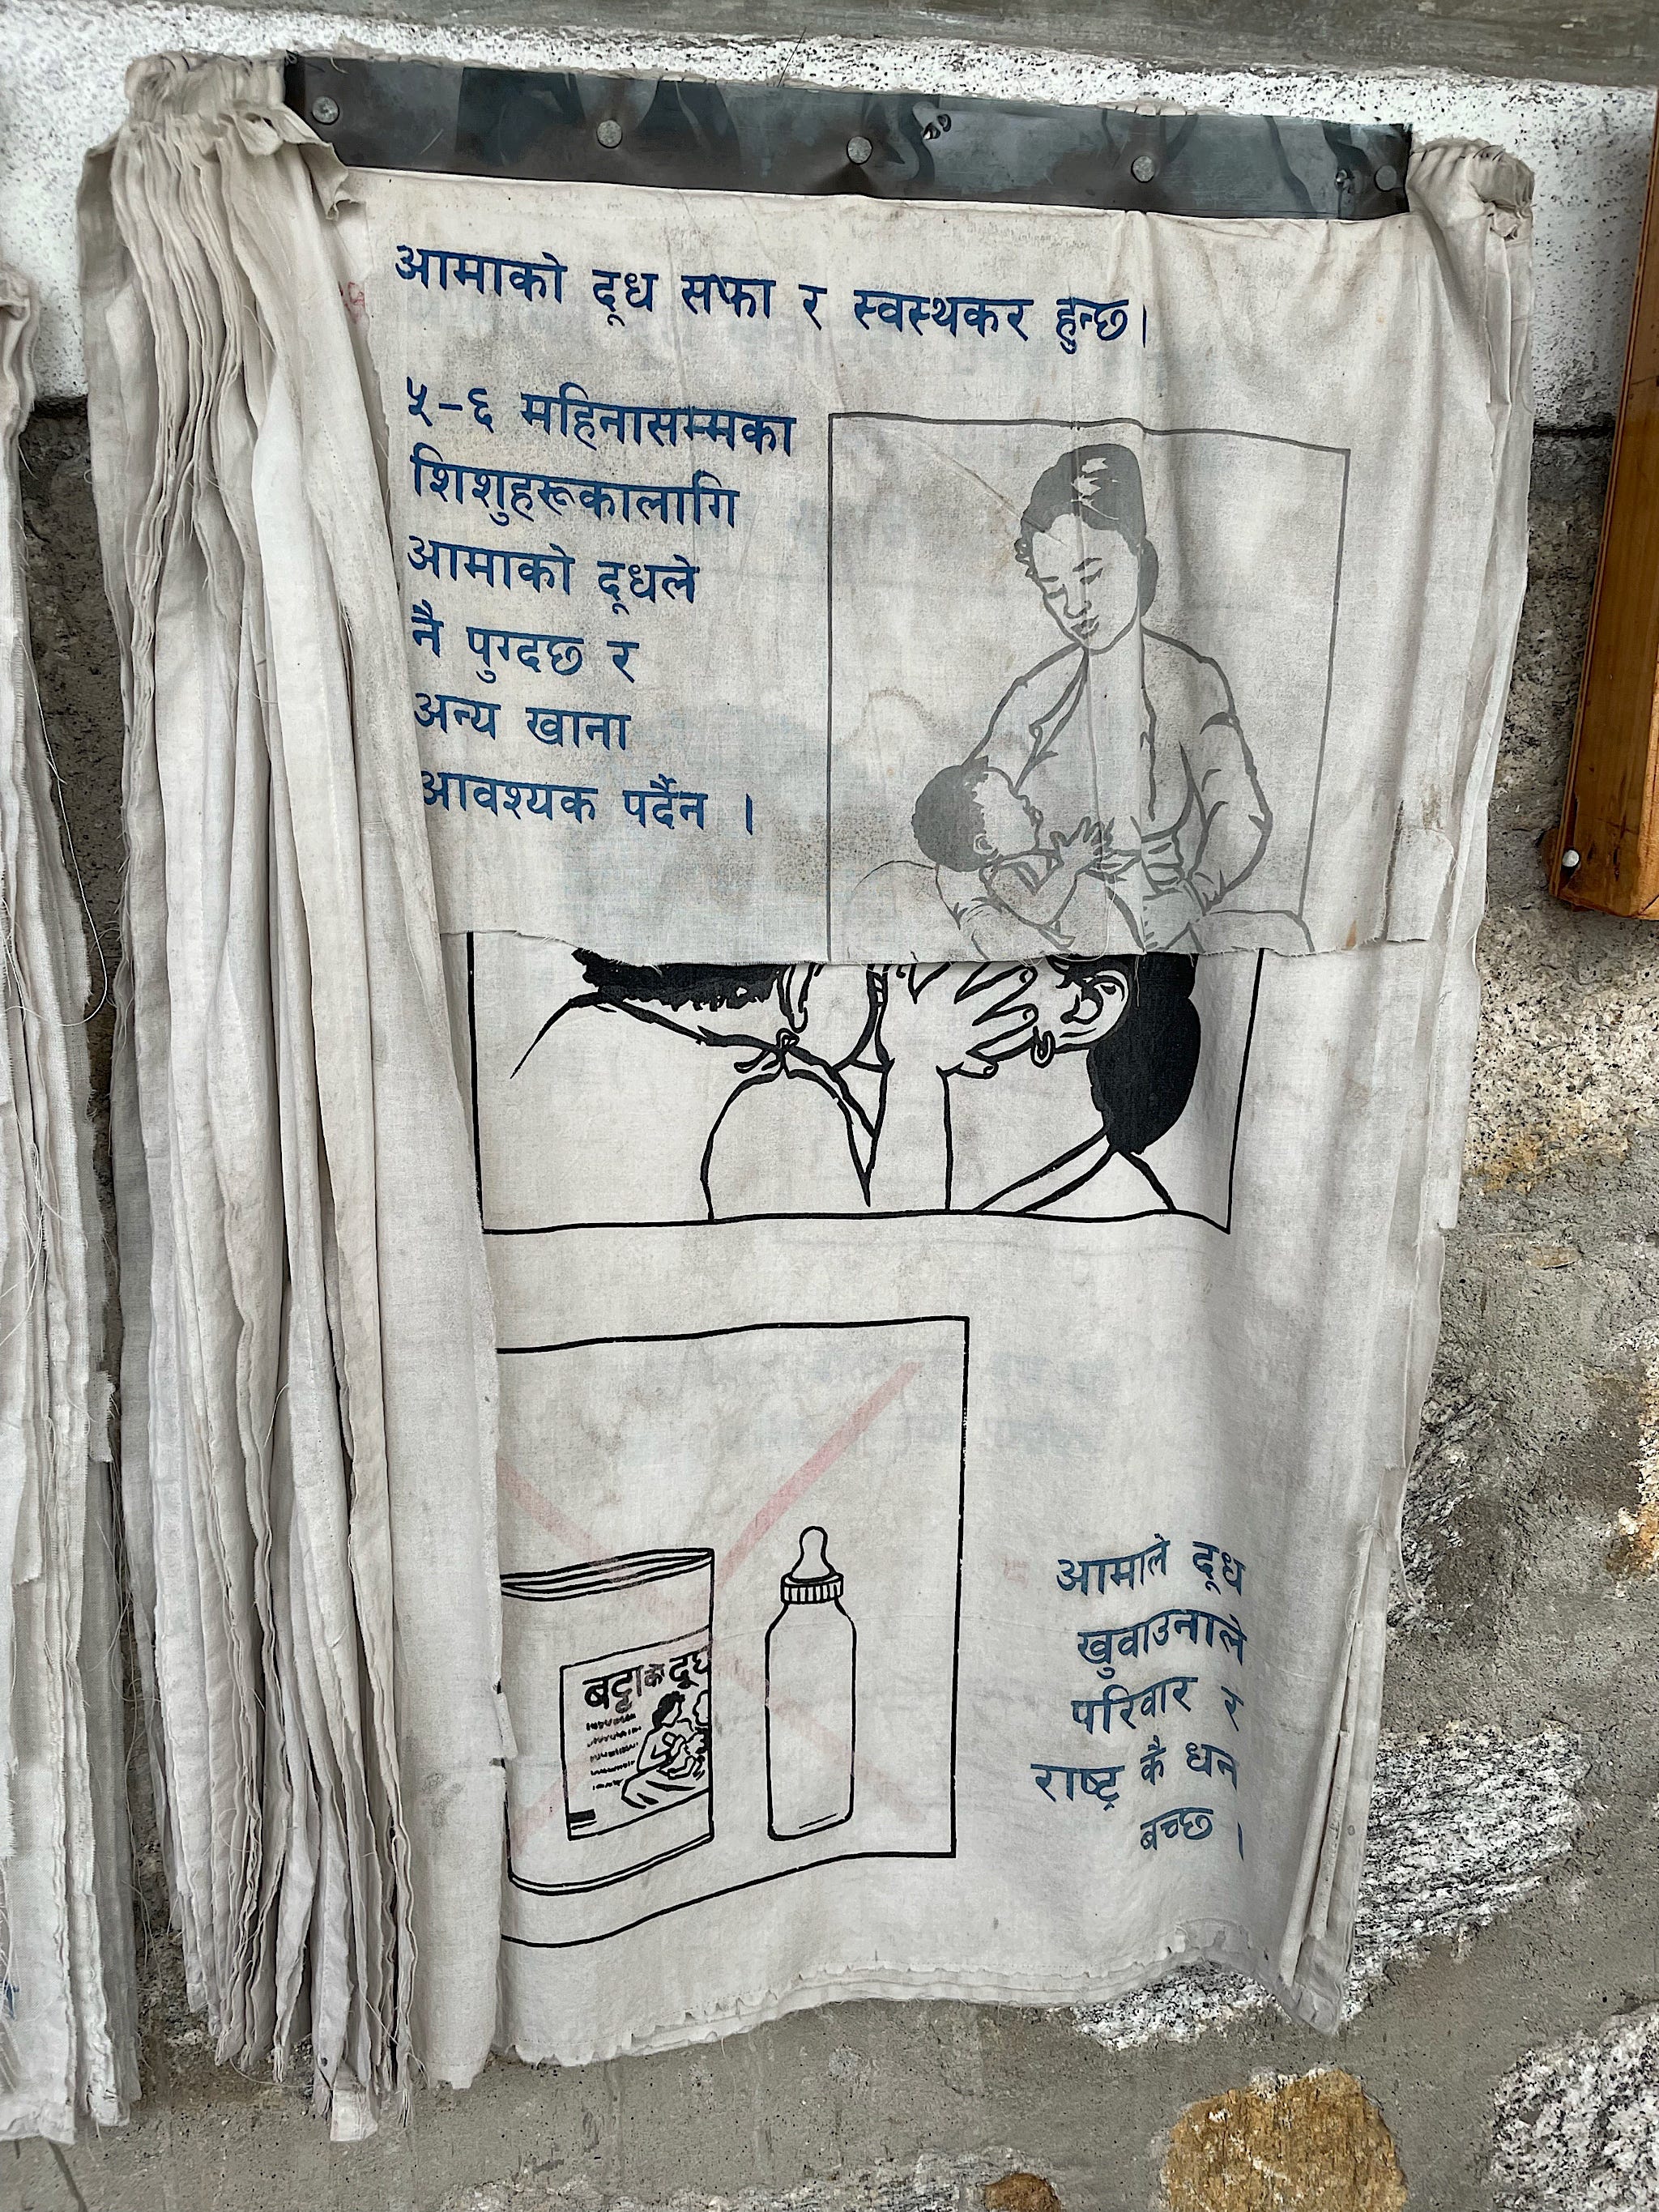 आमाको दूध सफा र स्वस्थकर हुन्छ।
५-६ महिनासम्मका
शिशुहरूकालागि
आमाको दूधले
नै पुग्दछ र
अन्य खाना
आवश्यक पर्दैन ।
बट्टाको दूध
आमाले दूध
खुवाउनाले
परिवार र
राष्ट्र कै धन
बच्छ ।